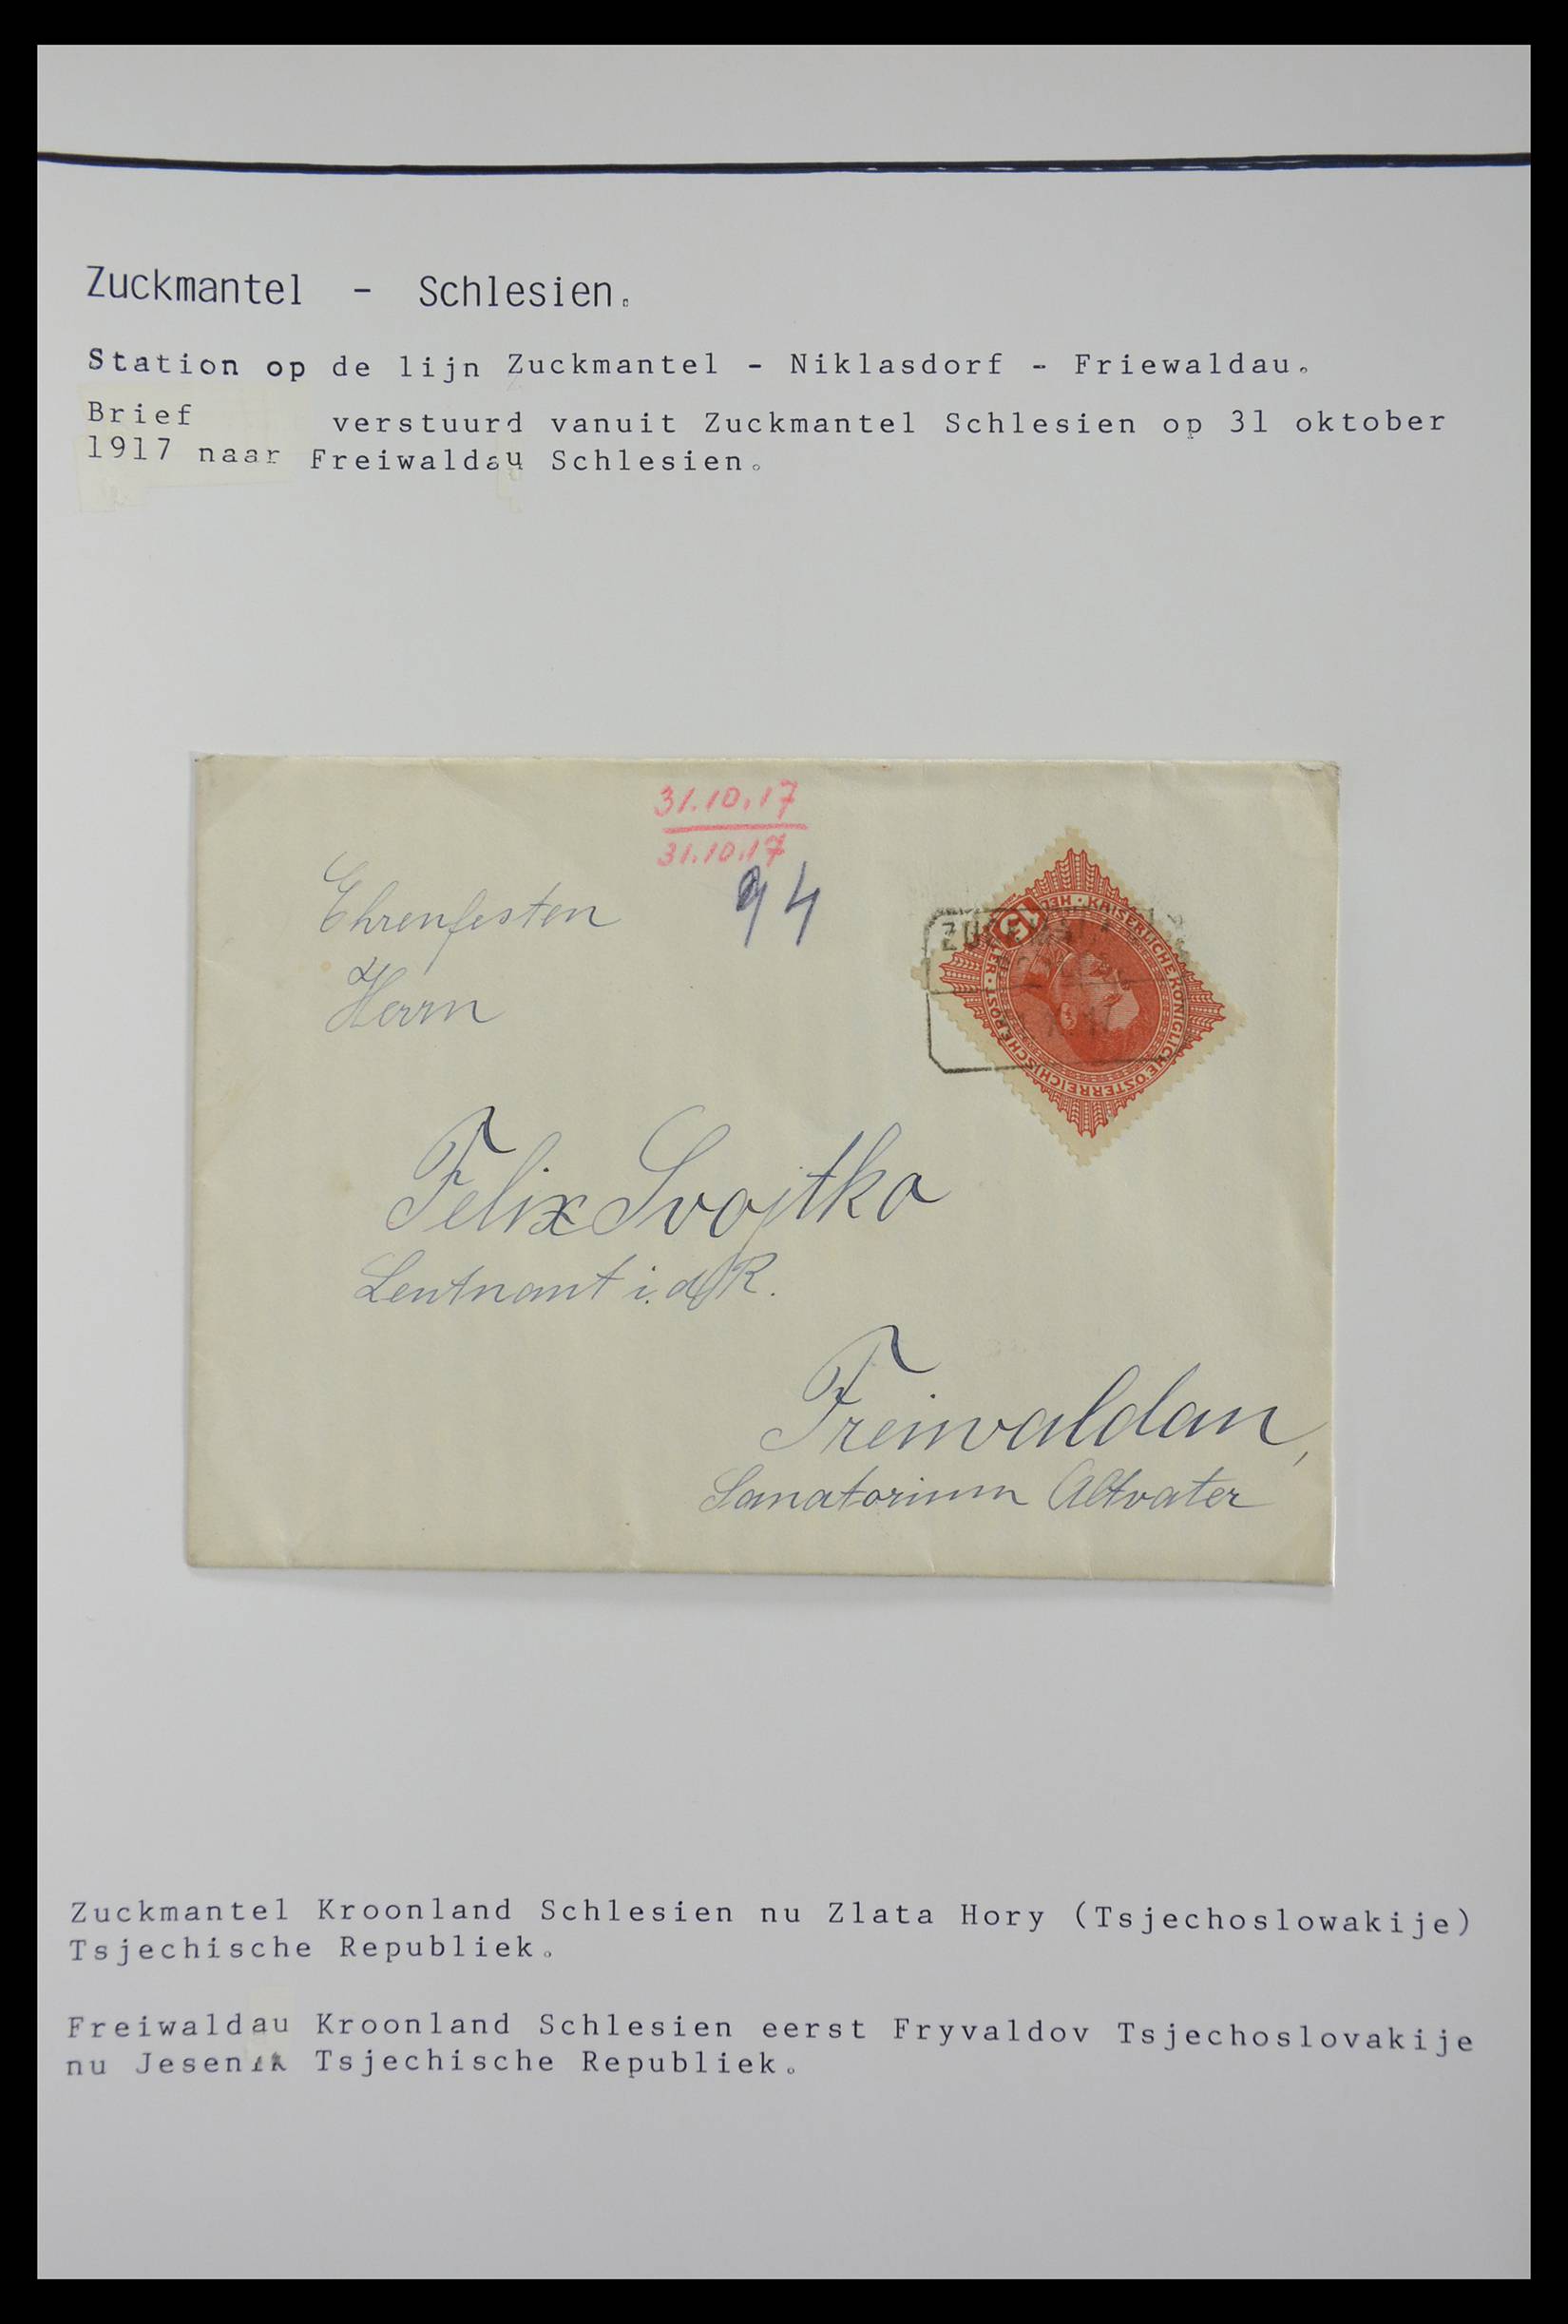 Zuckmantel - Schlesien.
Station op de lijn Zuckmantel - Niklasdorf - Friewaldau.
Brief verstuurd vanuit Zuckmantel Schlesien op 31 oktober
1917 naar Freiwaldau Schlesien.
31.10.17
31.10.17
94
Ehrenfesten
Herrn
15
KAISERLICHE KÖNIGLICHE ÖSTERREICHISCHE POST
Felix Svojtka
Leutnant i. d. R.
Freiwaldau,
Sanatorium Altvater
Zuckmantel Kroonland Schlesien nu Zlata Hory (Tsjechoslowakije)
Tsjechische Republiek.
Freiwaldau Kroonland Schlesien eerst Fryvaldov Tsjechoslovakije
nu Jesenik Tsjechische Republiek.